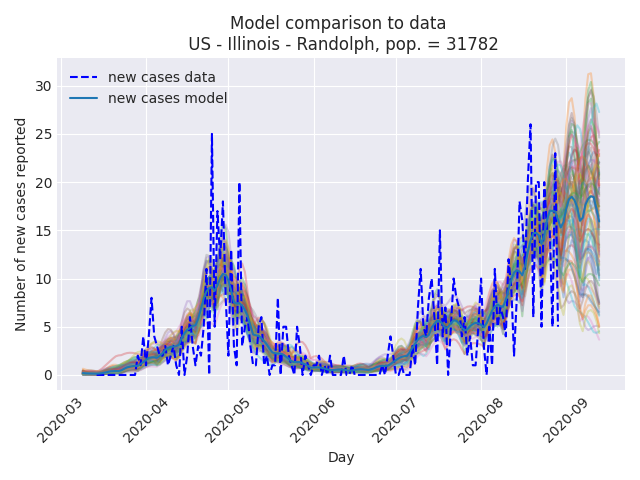 Model comparison to data
US - Illinois - Randolph, pop. = 31782
new cases data
new cases model
Number of new cases reported
30
25
20
15
10
5
0
2020-03
2020-04
2020-05
2020-06
2020-07
2020-08
2020-09
Day